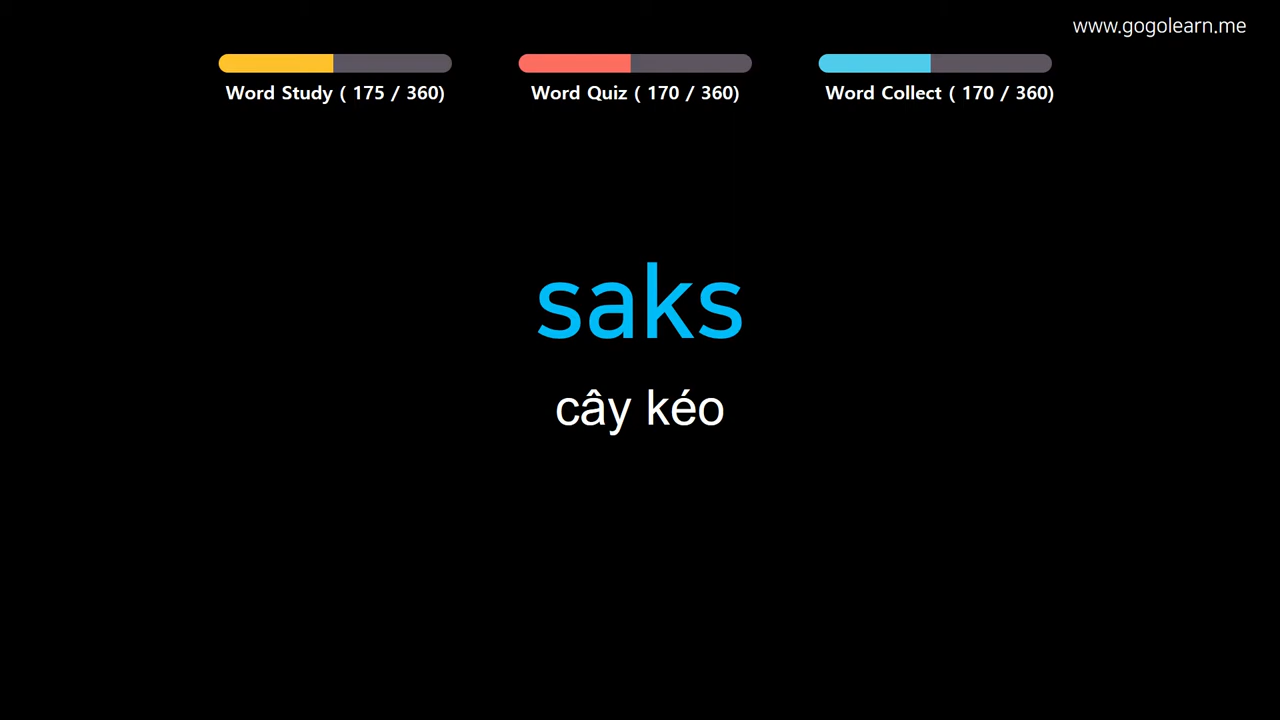 www.gogolearn.me
Word Study ( 175 / 360)
Word Quiz ( 170 / 360)
Word Collect ( 170 / 360)
saks
cây kéo